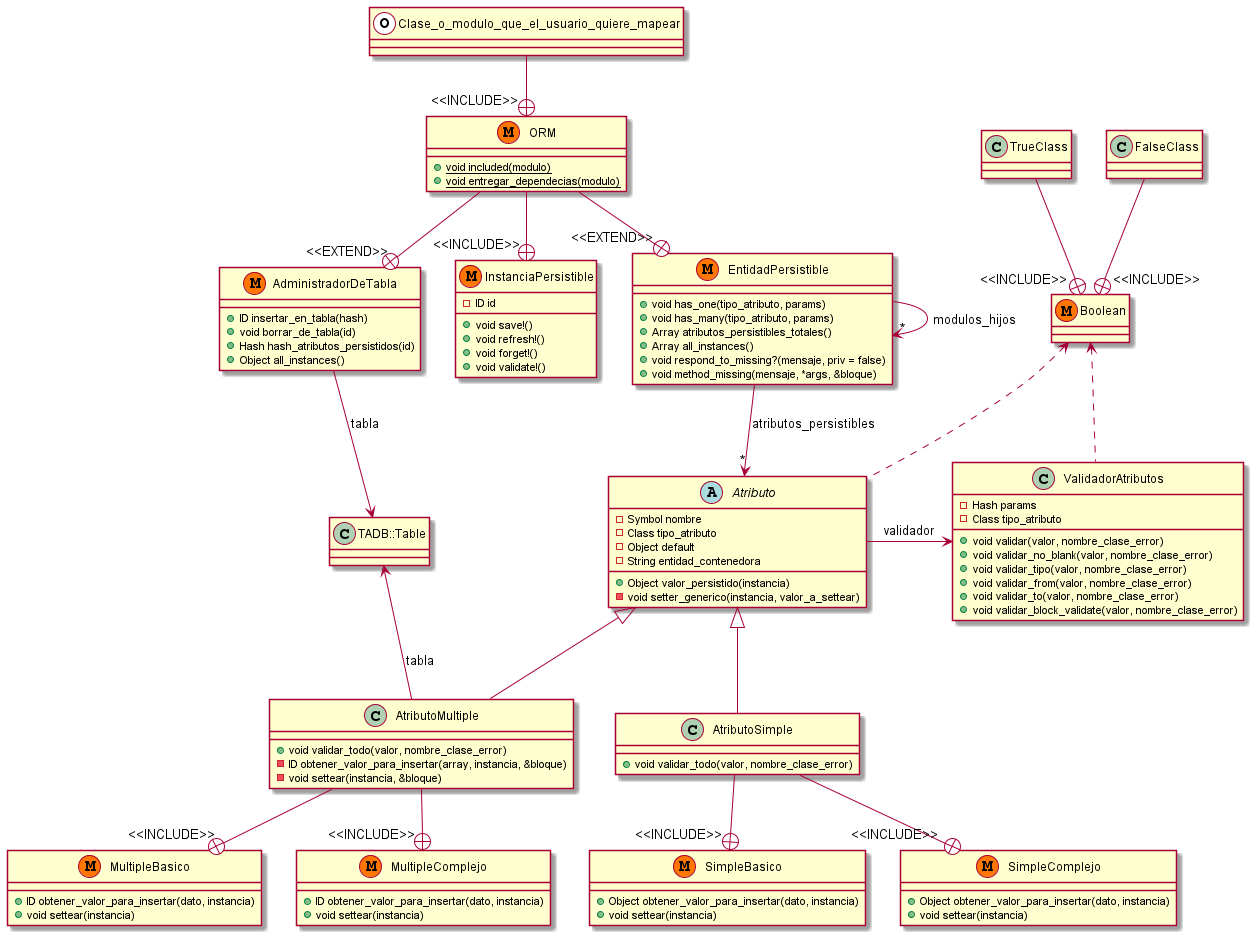 O Clase_o_modulo_que_el_usuario_quiere_mapear
<<INCLUDE>>
M ORM
void included(modulo)
void entregar_dependecias(modulo)
C TrueClass
C FalseClass
<<EXTEND>>
<<INCLUDE>>
<<EXTEND>>
<<INCLUDE>>
<<INCLUDE>>
M AdministradorDeTabla
ID insertar_en_tabla(hash)
void borrar_de_tabla(id)
Hash hash_atributos_persistidos(id)
Object all_instances()
M InstanciaPersistible
ID id
void save!()
void refresh!()
void forget!()
void validate!()
M EntidadPersistible
void has_one(tipo_atributo, params)
void has_many(tipo_atributo, params)
Array atributos_persistibles_totales()
Array all_instances()
void respond_to_missing?(mensaje, priv = false)
void method_missing(mensaje, *args, &bloque)
*
modulos_hijos
M Boolean
tabla
atributos_persistibles
*
C TADB::Table
A Atributo
Symbol nombre
Class tipo_atributo
Object default
String entidad_contenedora
Object valor_persistido(instancia)
void setter_generico(instancia, valor_a_settear)
validador
C ValidadorAtributos
Hash params
Class tipo_atributo
void validar(valor, nombre_clase_error)
void validar_no_blank(valor, nombre_clase_error)
void validar_tipo(valor, nombre_clase_error)
void validar_from(valor, nombre_clase_error)
void validar_to(valor, nombre_clase_error)
void validar_block_validate(valor, nombre_clase_error)
tabla
C AtributoMultiple
void validar_todo(valor, nombre_clase_error)
ID obtener_valor_para_insertar(array, instancia, &bloque)
void settear(instancia, &bloque)
C AtributoSimple
void validar_todo(valor, nombre_clase_error)
<<INCLUDE>>
<<INCLUDE>>
<<INCLUDE>>
<<INCLUDE>>
M MultipleBasico
ID obtener_valor_para_insertar(dato, instancia)
void settear(instancia)
M MultipleComplejo
ID obtener_valor_para_insertar(dato, instancia)
void settear(instancia)
M SimpleBasico
Object obtener_valor_para_insertar(dato, instancia)
void settear(instancia)
M SimpleComplejo
Object obtener_valor_para_insertar(dato, instancia)
void settear(instancia)